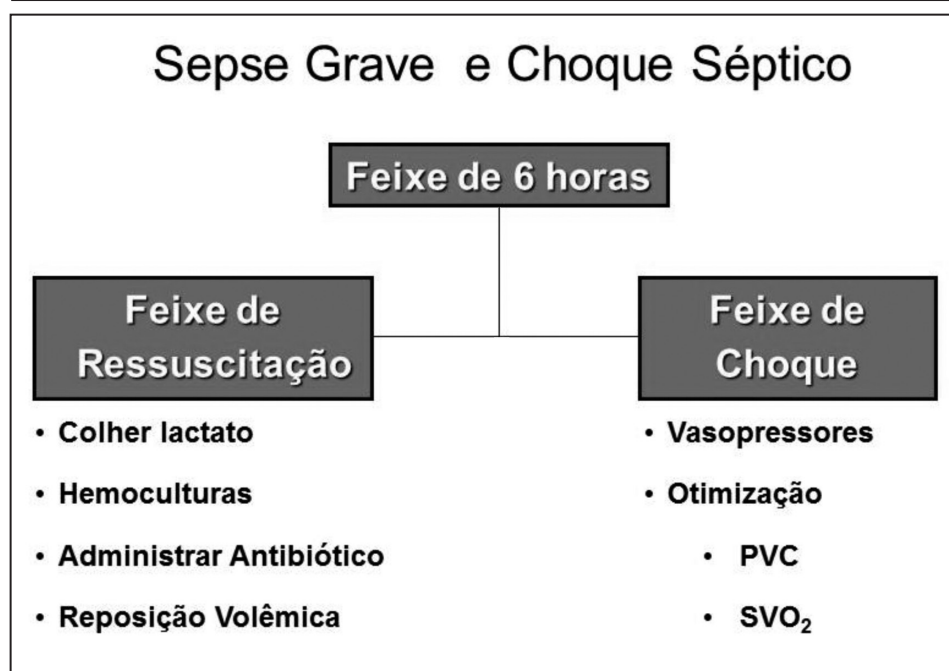 Sepse Grave e Choque Séptico
Feixe de 6 horas
Feixe de
Ressuscitação
• Colher lactato
• Hemoculturas
• Administrar Antibiótico
• Reposição Volêmica
Feixe de
Choque
• Vasopressores
• Otimização
• PVC
• SVO₂